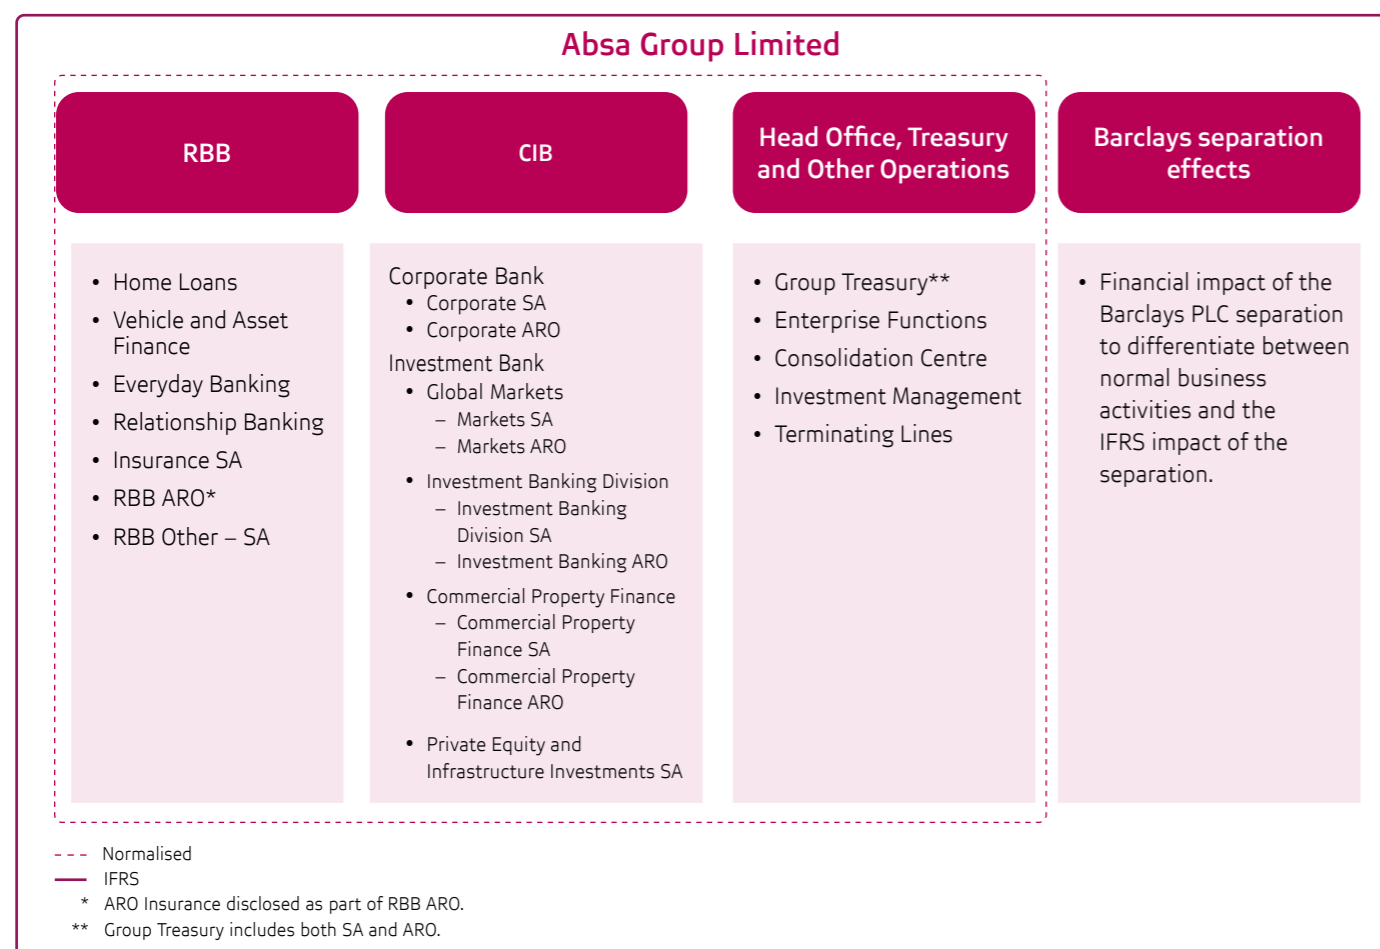 Absa Group Limited
RBB
• Home Loans
• Vehicle and Asset
Finance
• Everyday Banking
• Relationship Banking
• Insurance SA
• RBB ARO*
• RBB Other – SA
CIB
Corporate Bank
• Corporate SA
• Corporate ARO
Investment Bank
• Global Markets
– Markets SA
– Markets ARO
• Investment Banking Division
– Investment Banking
Division SA
– Investment Banking ARO
• Commercial Property Finance
– Commercial Property
Finance SA
– Commercial Property
Finance ARO
• Private Equity and
Infrastructure Investments SA
Head Office, Treasury
and Other Operations
• Group Treasury**
• Enterprise Functions
• Consolidation Centre
• Investment Management
• Terminating Lines
Barclays separation
effects
• Financial impact of the
Barclays PLC separation
to differentiate between
normal business
activities and the
IFRS impact of the
separation.
Normalised
IFRS
* ARO Insurance disclosed as part of RBB ARO.
** Group Treasury includes both SA and ARO.